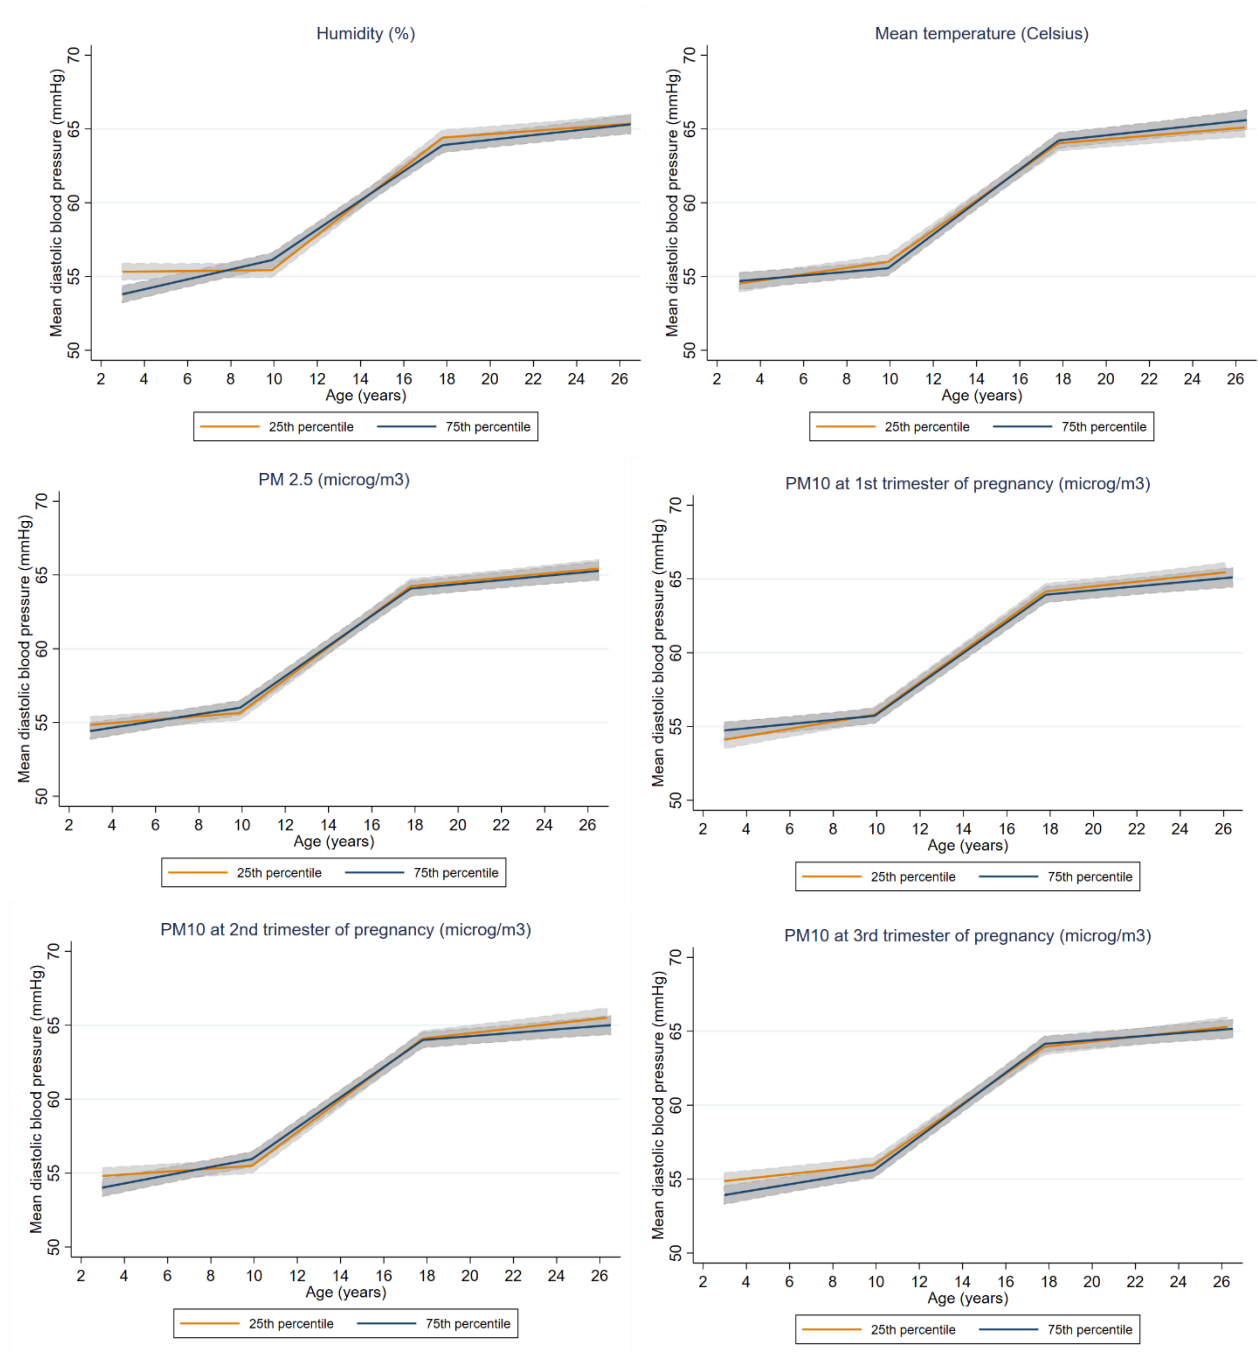 Humidity (%)
Mean diastolic blood pressure (mmHg)
70
65
60
55
50
2 4 6 8 10 12 14 16 18 20 22 24 26
Age (years)
25th percentile 75th percentile
Mean temperature (Celsius)
Mean diastolic blood pressure (mmHg)
70
65
60
55
50
2 4 6 8 10 12 14 16 18 20 22 24 26
Age (years)
25th percentile 75th percentile
PM 2.5 (microg/m3)
Mean diastolic blood pressure (mmHg)
70
65
60
55
50
2 4 6 8 10 12 14 16 18 20 22 24 26
Age (years)
25th percentile 75th percentile
PM10 at 1st trimester of pregnancy (microg/m3)
Mean diastolic blood pressure (mmHg)
70
65
60
55
50
2 4 6 8 10 12 14 16 18 20 22 24 26
Age (years)
25th percentile 75th percentile
PM10 at 2nd trimester of pregnancy (microg/m3)
Mean diastolic blood pressure (mmHg)
70
65
60
55
50
2 4 6 8 10 12 14 16 18 20 22 24 26
Age (years)
25th percentile 75th percentile
PM10 at 3rd trimester of pregnancy (microg/m3)
Mean diastolic blood pressure (mmHg)
70
65
60
55
50
2 4 6 8 10 12 14 16 18 20 22 24 26
Age (years)
25th percentile 75th percentile